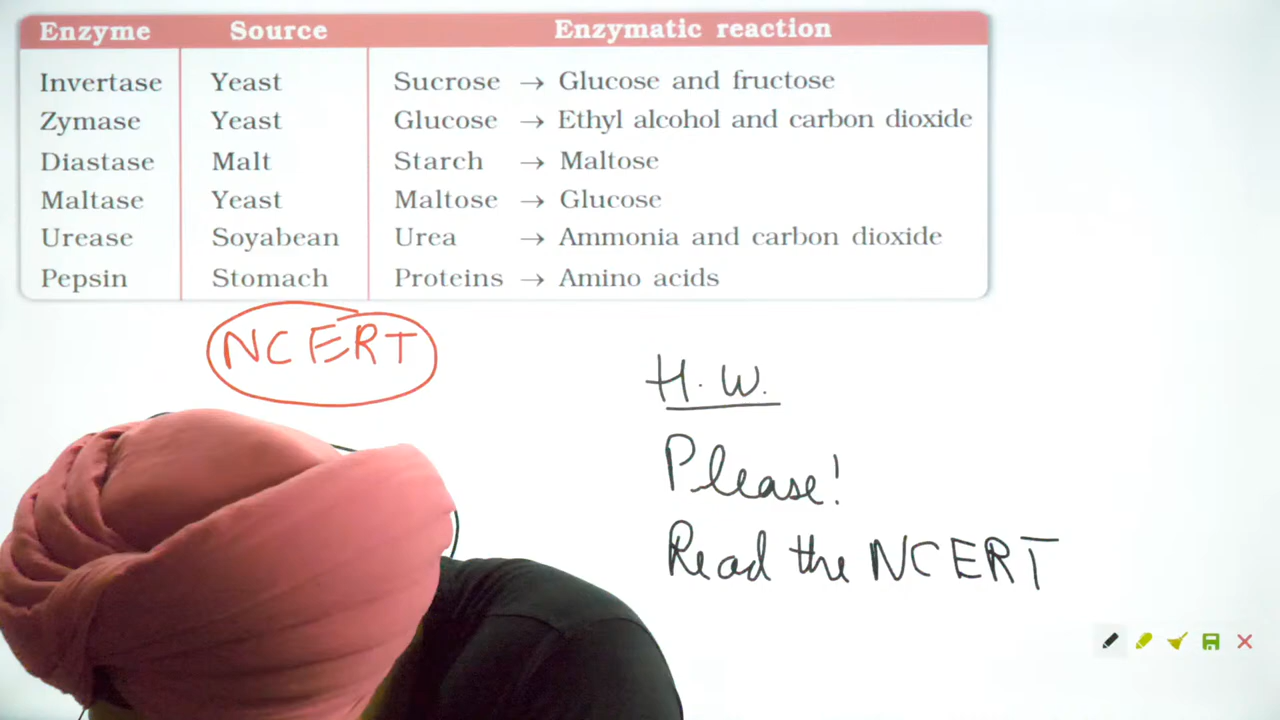 Enzyme Source Enzymatic reaction
Invertase Yeast Sucrose → Glucose and fructose
Zymase Yeast Glucose → Ethyl alcohol and carbon dioxide
Diastase Malt Starch → Maltose
Maltase Yeast Maltose → Glucose
Urease Soyabean Urea → Ammonia and carbon dioxide
Pepsin Stomach Proteins → Amino acids
NCERT
H.W.
Please!
Read the NCERT